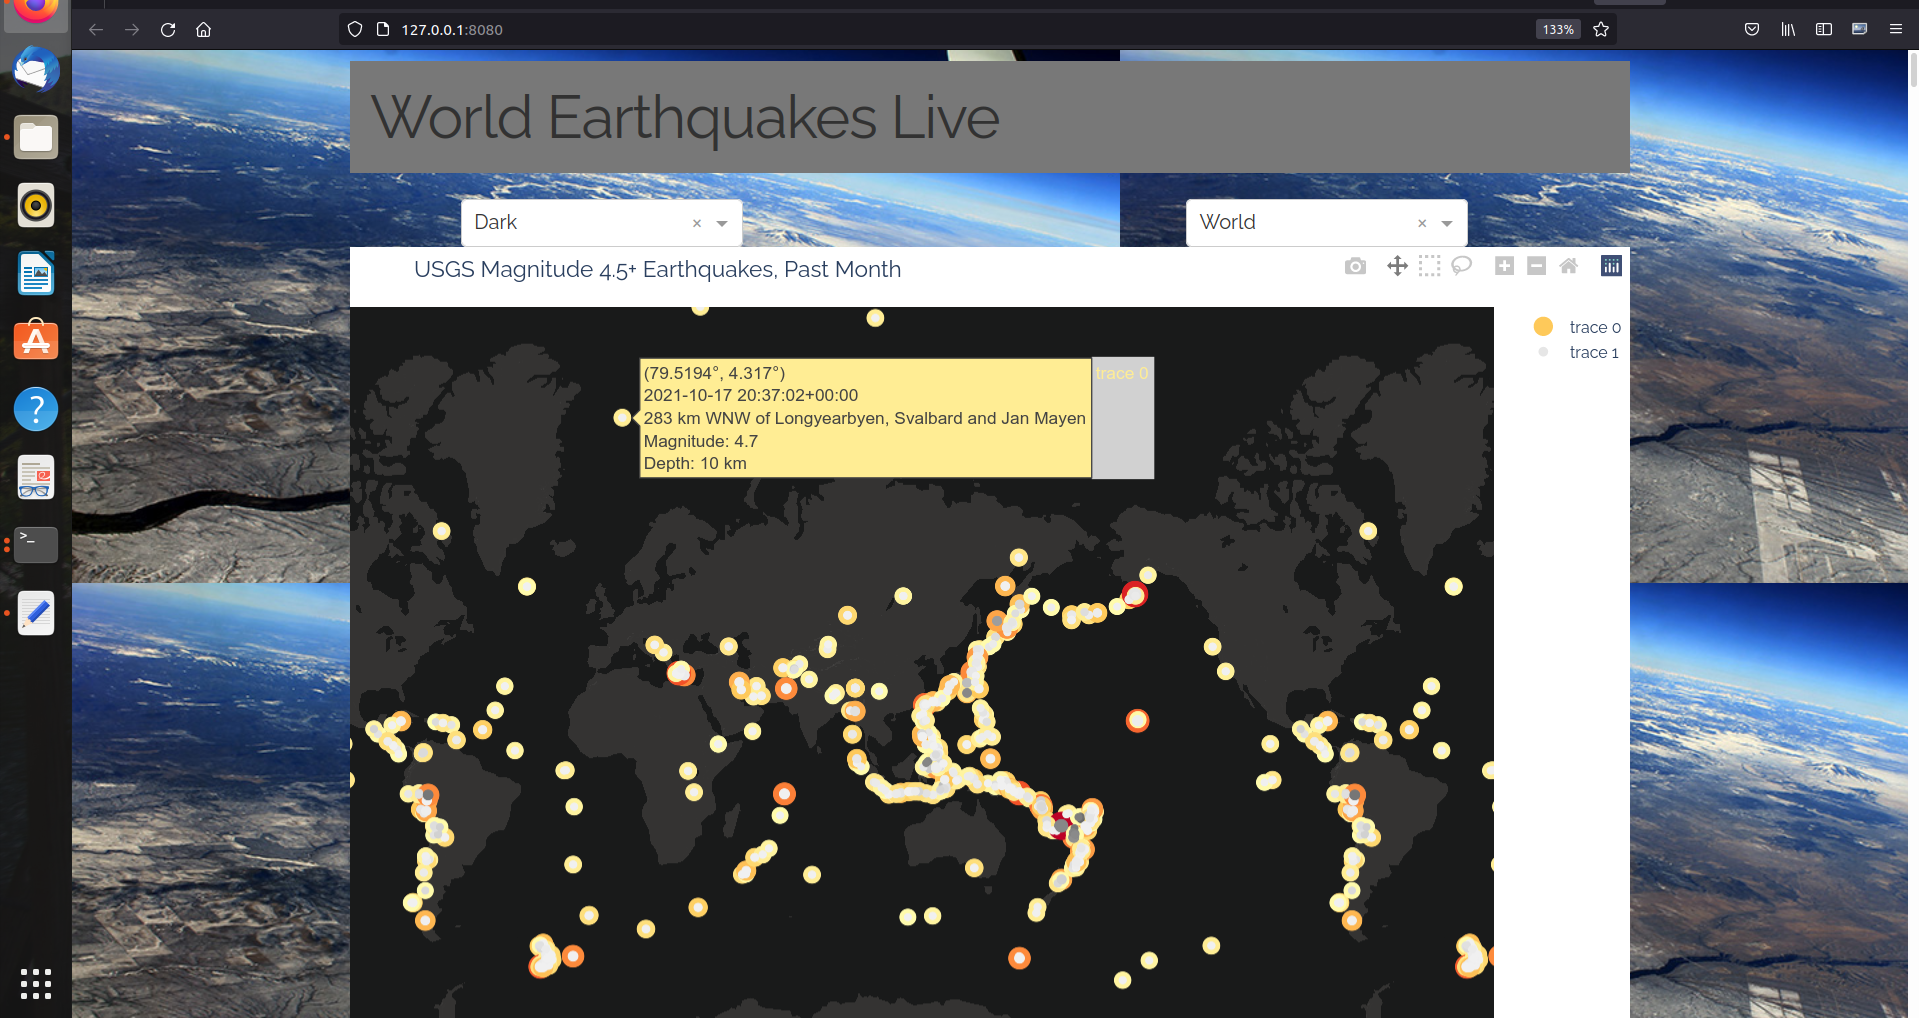 127.0.0.1:8080
133%
World Earthquakes Live
Dark
World
USGS Magnitude 4.5+ Earthquakes, Past Month
trace 0
trace 1
(79.5194°, 4.317°)
2021-10-17 20:37:02+00:00
283 km WNW of Longyearbyen, Svalbard and Jan Mayen
Magnitude: 4.7
Depth: 10 km
trace 0